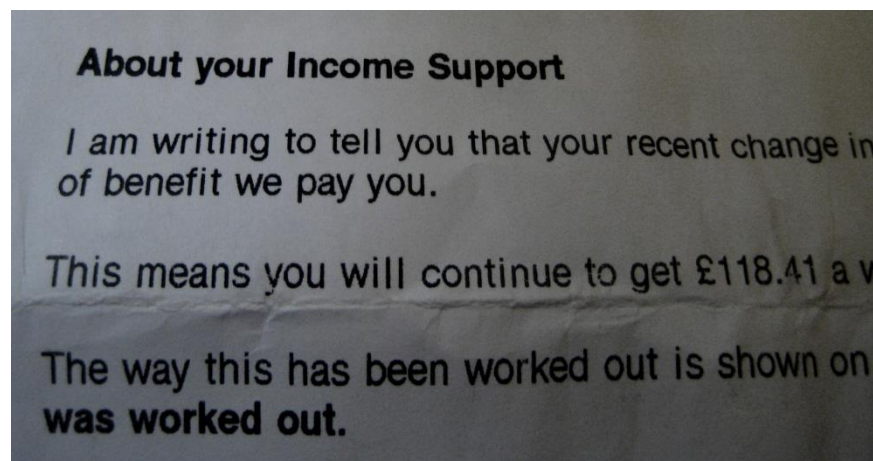 About your Income Support
I am writing to tell you that your recent change in
of benefit we pay you.
This means you will continue to get £118.41 a
The way this has been worked out is shown on
was worked out.